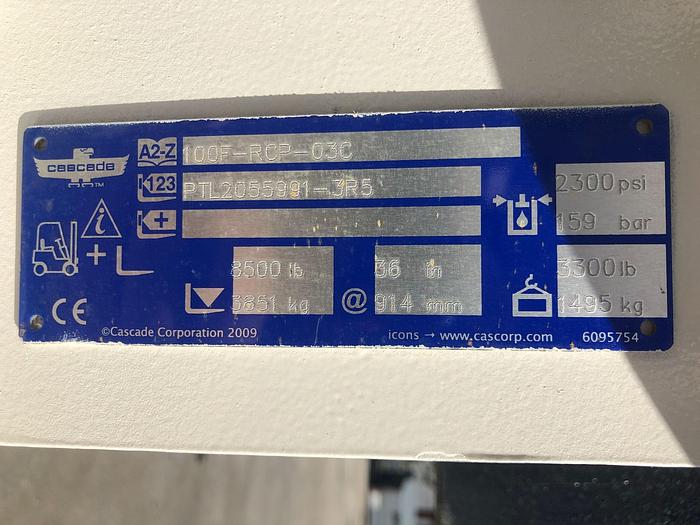 cascade
TM
A2-Z
100F-RCP-03C
123
PTL2055991-3R5
2300 psi
159 bar
8500 lb
3851 kg
@
36 in
914 mm
3300 lb
1495 kg
CE
©Cascade Corporation 2009
icons → www.cascorp.com
6095754